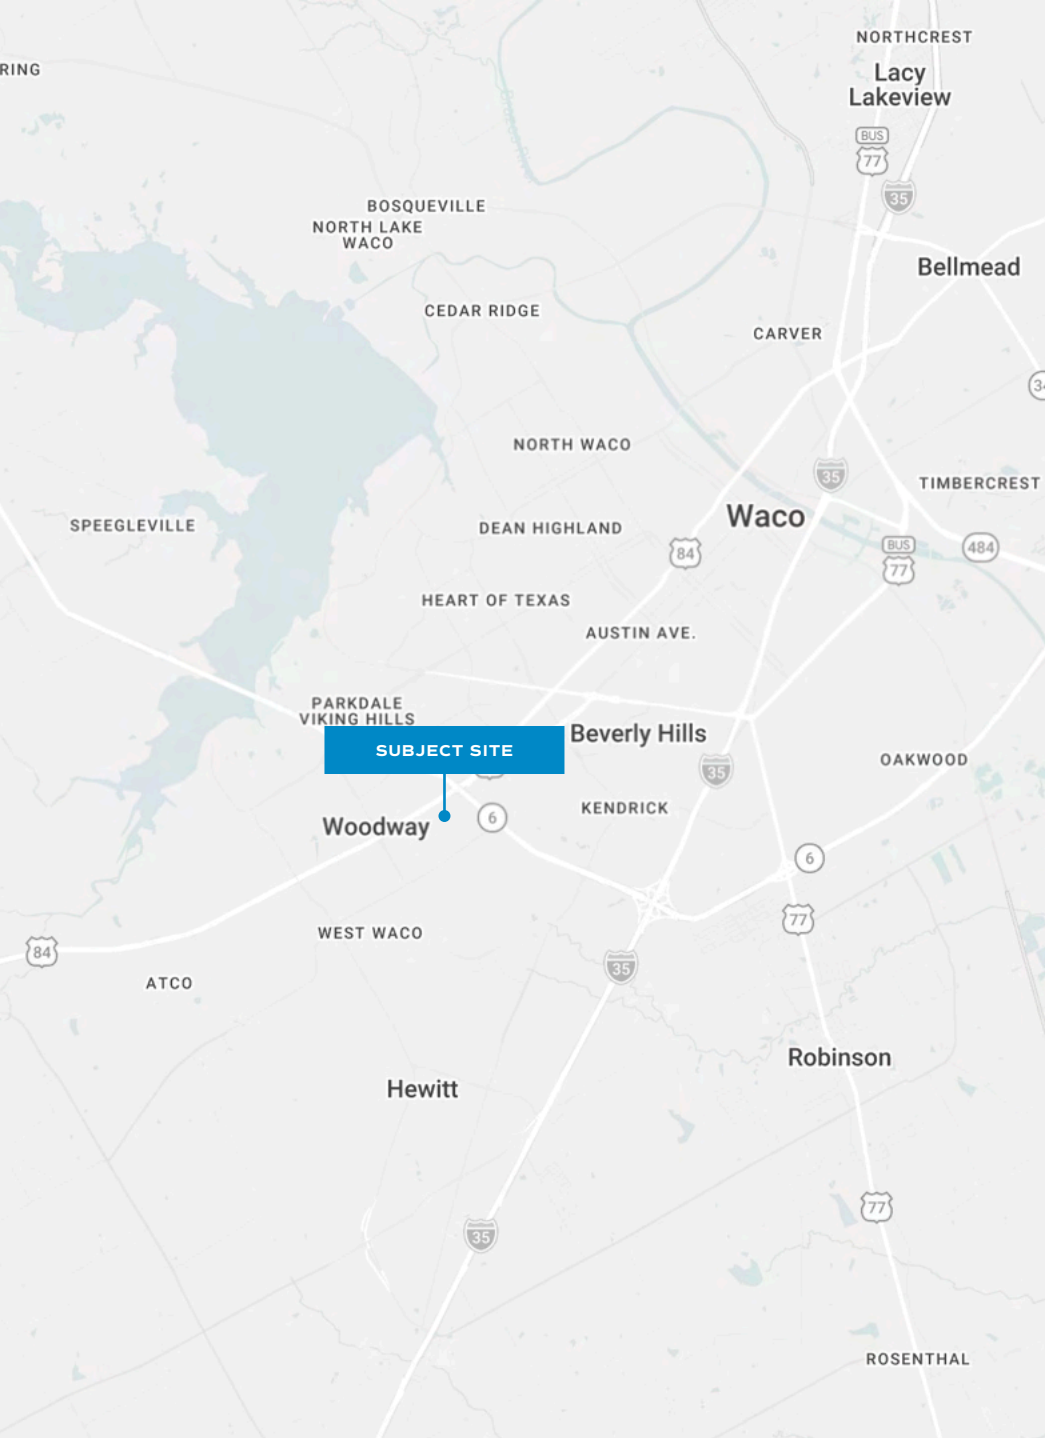 NORTHCREST
RING
Lacy
Lakeview
BUS
77
35
BOSQUEVILLE
NORTH LAKE
WACO
Bellmead
CEDAR RIDGE
CARVER
NORTH WACO
35
TIMBERCREST
Waco
SPEEGLEVILLE
DEAN HIGHLAND
84
BUS
77
484
HEART OF TEXAS
AUSTIN AVE.
PARKDALE
VIKING HILLS
Beverly Hills
SUBJECT SITE
35
OAKWOOD
KENDRICK
6
Woodway
6
77
WEST WACO
84
35
ATCO
Robinson
Hewitt
77
35
ROSENTHAL